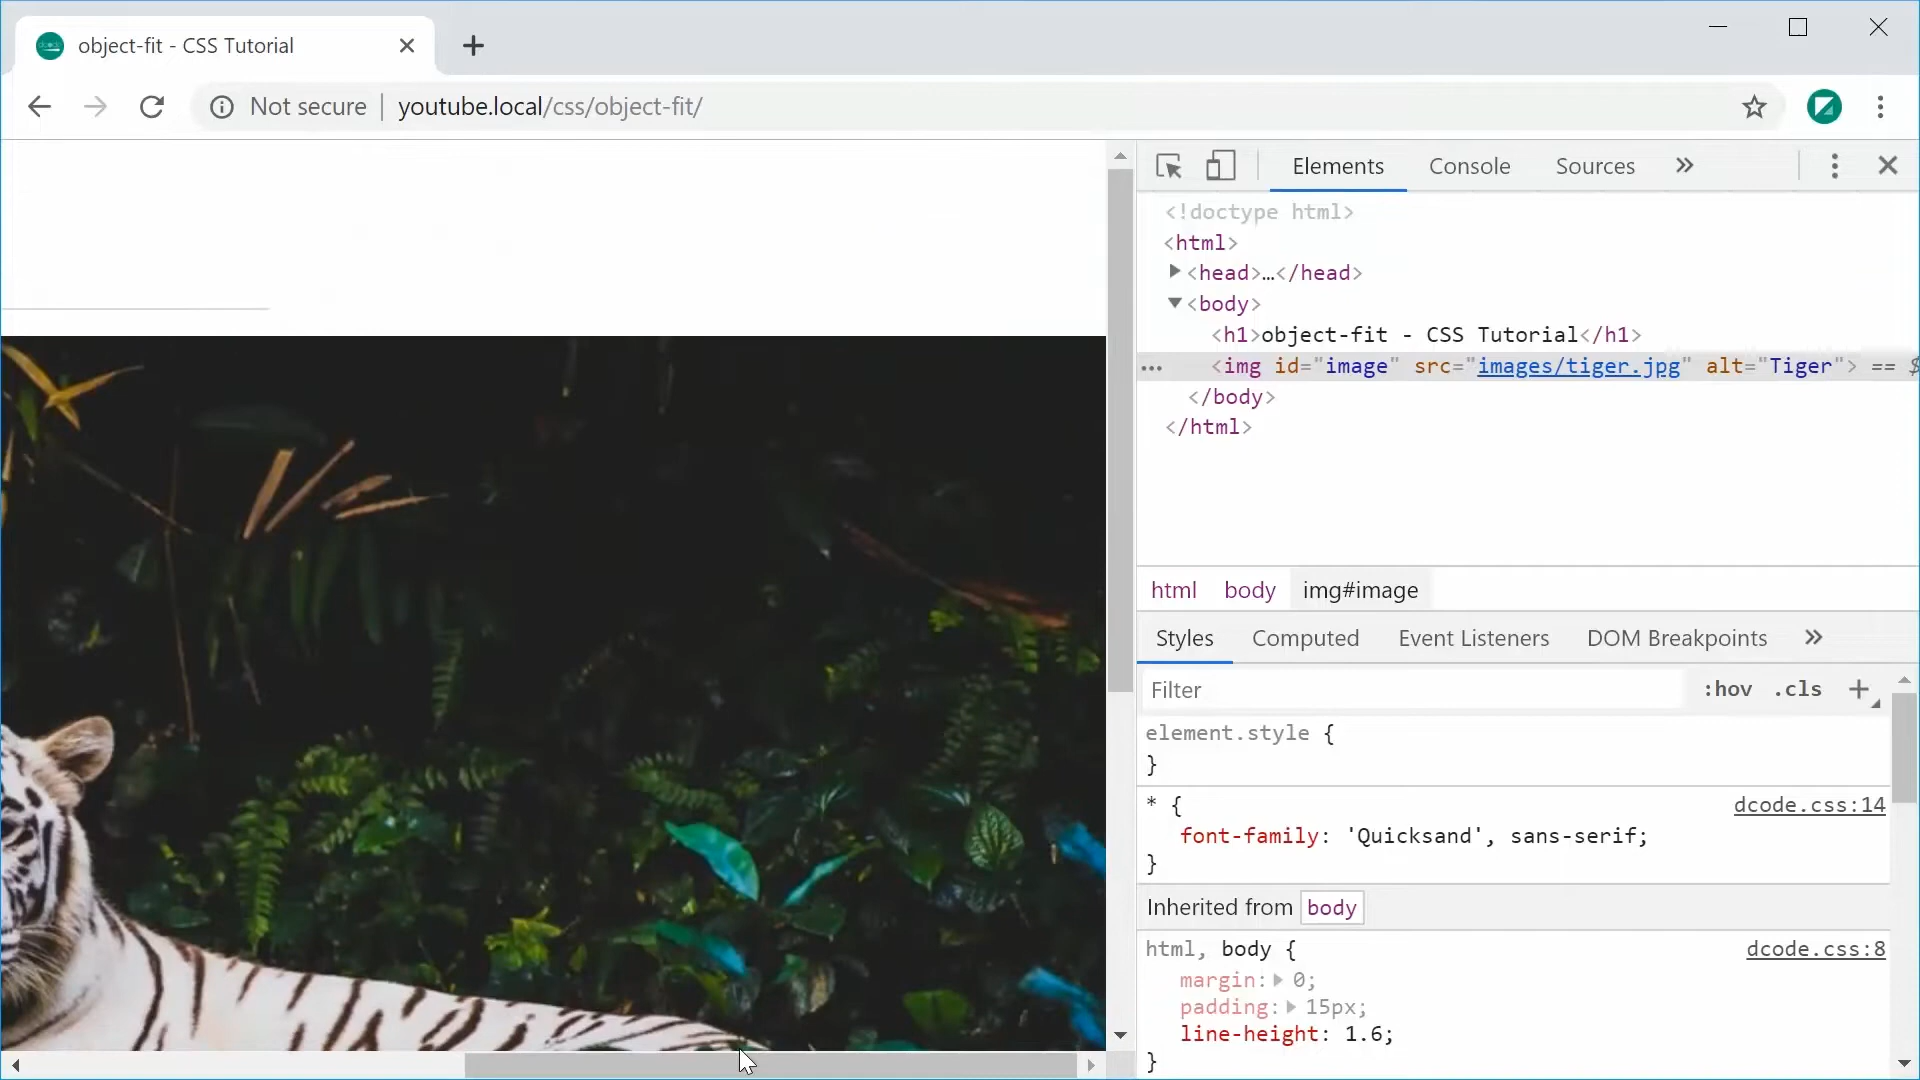 object-fit - CSS Tutorial
Not secure | youtube.local/css/object-fit/
Elements Console Sources »
<!doctype html>
<html>
<head>…</head>
<body>
<h1>object-fit - CSS Tutorial</h1>
<img id="image" src="images/tiger.jpg" alt="Tiger"> == $
</body>
</html>
html body img#image
Styles Computed Event Listeners DOM Breakpoints »
Filter :hov .cls +
element.style {
}
* { dcode.css:14
font-family: 'Quicksand', sans-serif;
}
Inherited from body
html, body { dcode.css:8
margin: 0;
padding: 15px;
line-height: 1.6;
}